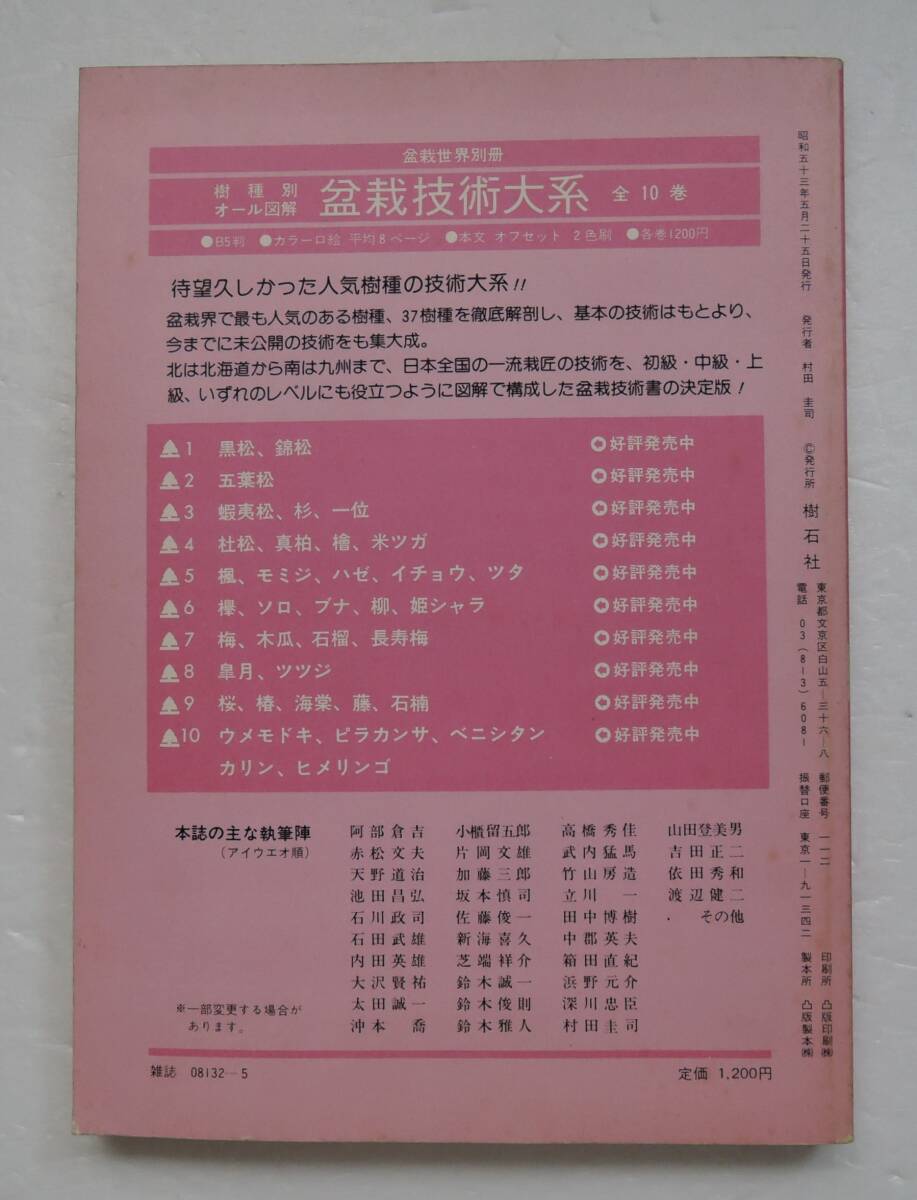 盆栽世界別冊
樹種別
オール図解
盆栽技術大系 全10巻
●B5判 ●カラー口絵 平均8ページ ●本文 オフセット 2色刷 ●各巻1200円
待望久しかった人気樹種の技術大系!!
盆栽界で最も人気のある樹種、37樹種を徹底解剖し、基本の技術はもとより、
今までに未公開の技術をも集大成。
北は北海道から南は九州まで、日本全国の一流栽匠の技術を、初級・中級・上
級、いずれのレベルにも役立つように図解で構成した盆栽技術書の決定版!
1 黒松、錦松 好評発売中
2 五葉松 好評発売中
3 蝦夷松、杉、一位 好評発売中
4 杜松、真柏、檜、米ツガ 好評発売中
5 楓、モミジ、ハゼ、イチョウ、ツタ 好評発売中
6 欅、ソロ、ブナ、柳、姫シャラ 好評発売中
7 梅、木瓜、石榴、長寿梅 好評発売中
8 皐月、ツツジ 好評発売中
9 桜、椿、海棠、藤、石楠 好評発売中
10 ウメモドキ、ピラカンサ、ベニシタン 好評発売中
カリン、ヒメリンゴ
本誌の主な執筆陣
(アイウエオ順)
阿部倉吉 小櫃留五郎 高橋秀佳 山田登美男
赤松文夫 片岡文雄 武内猛馬 吉田正二
天野道治 加藤三郎 竹山房造 依田秀和
池田昌弘 坂本慎司 立川一 渡辺健二
石川政司 佐藤俊一 田中博樹 その他
石田武雄 新海喜久 中郡英夫
内田英雄 芝端祥介 箱田直紀
大沢賢祐 鈴木誠一 浜野元介
太田誠一 鈴木俊則 深川忠臣
沖本喬 鈴木雅人 村田圭司
※一部変更する場合が
あります。
雑誌 08132-5
定価 1,200円
昭和五十三年五月二十五日発行 発行者 村田圭司 ©発行所 樹石社
東京都文京区白山五-三十六-八 郵便番号 一一二 印刷所 凸版印刷㈱
電話 03(813)6081 振替口座 東京一-九一三四二 製本所 凸版製本㈱